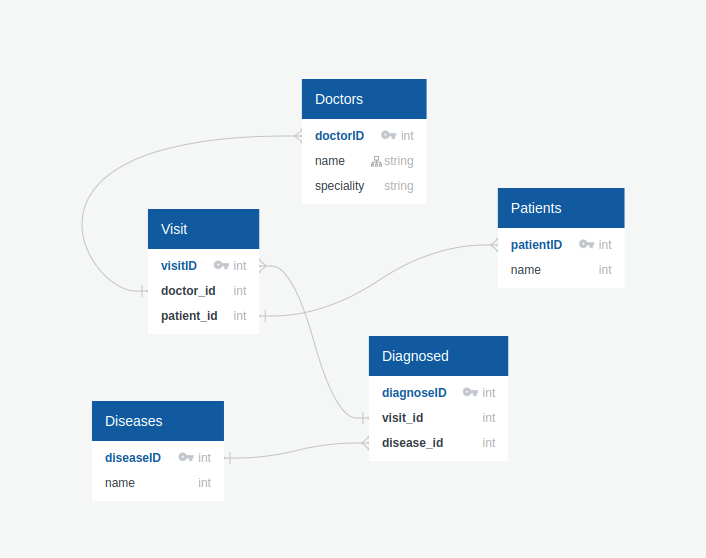 Doctors
doctorID int
name string
speciality string
Patients
patientID int
name int
Visit
visitID int
doctor_id int
patient_id int
Diagnosed
diagnoseID int
visit_id int
disease_id int
Diseases
diseaseID int
name int